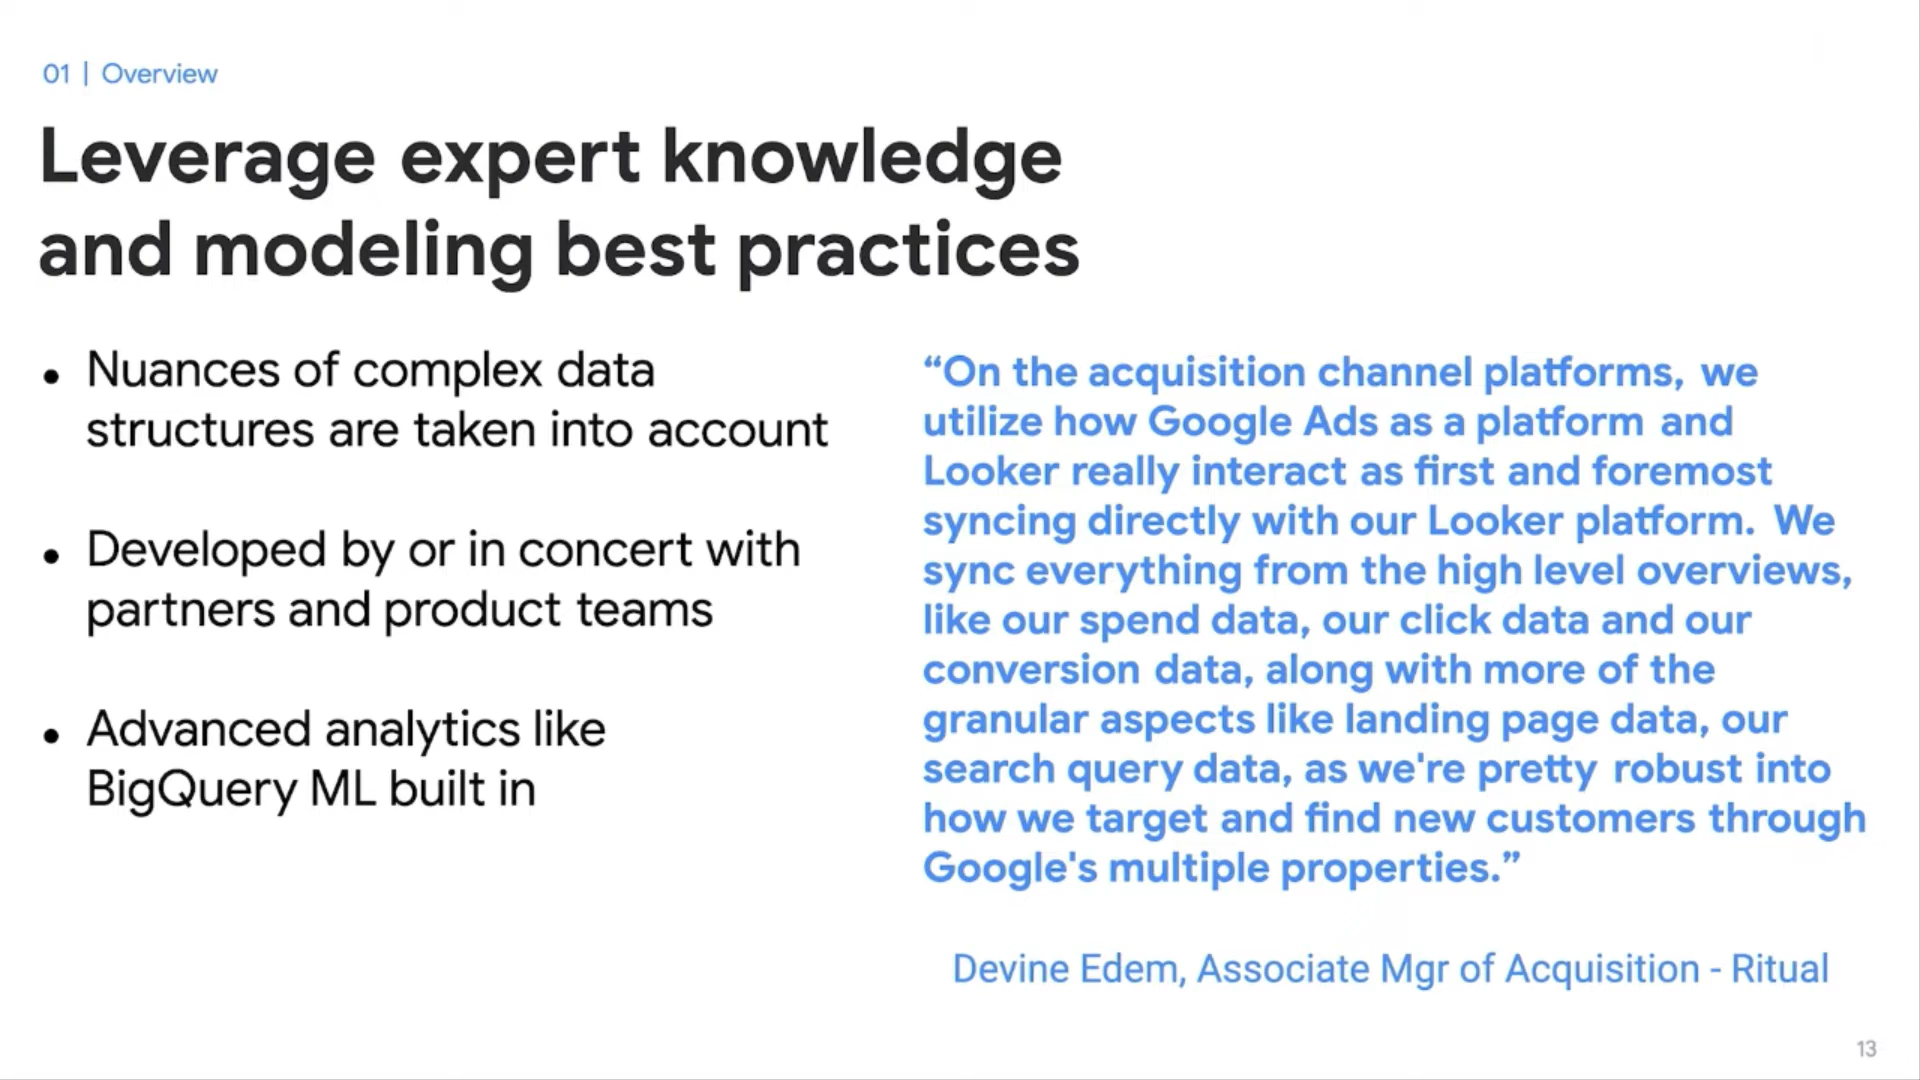 01 | Overview
Leverage expert knowledge
and modeling best practices
• Nuances of complex data
structures are taken into account
• Developed by or in concert with
partners and product teams
• Advanced analytics like
BigQuery ML built in
“On the acquisition channel platforms, we
utilize how Google Ads as a platform and
Looker really interact as first and foremost
syncing directly with our Looker platform. We
sync everything from the high level overviews,
like our spend data, our click data and our
conversion data, along with more of the
granular aspects like landing page data, our
search query data, as we're pretty robust into
how we target and find new customers through
Google's multiple properties.”
Devine Edem, Associate Mgr of Acquisition - Ritual
13